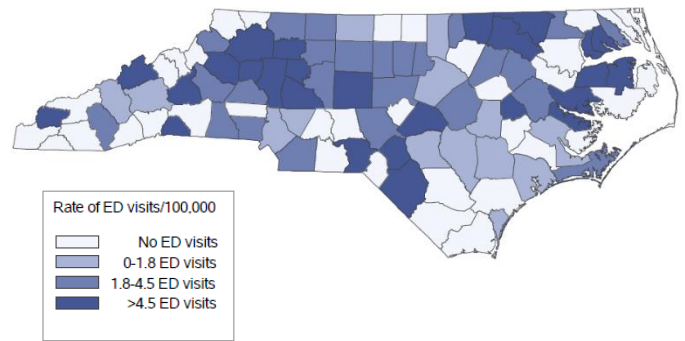 Rate of ED visits/100,000
No ED visits
0-1.8 ED visits
1.8-4.5 ED visits
>4.5 ED visits